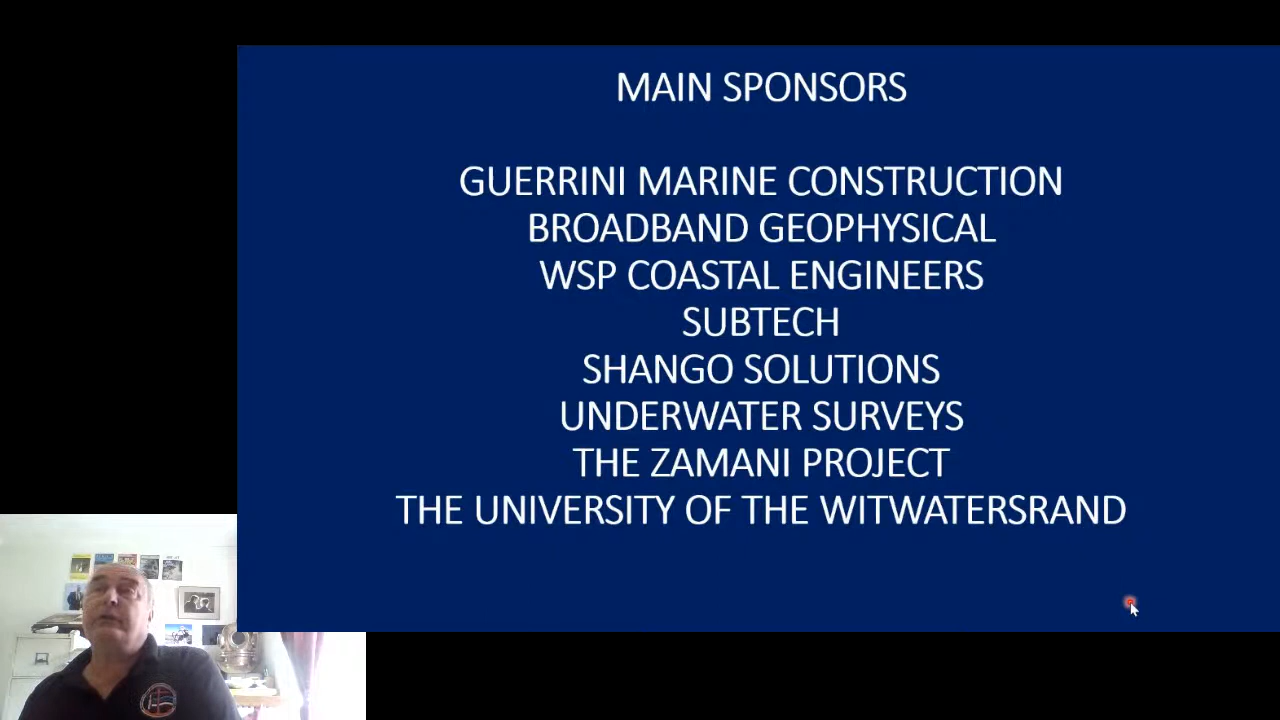 MAIN SPONSORS
GUERRINI MARINE CONSTRUCTION
BROADBAND GEOPHYSICAL
WSP COASTAL ENGINEERS
SUBTECH
SHANGO SOLUTIONS
UNDERWATER SURVEYS
THE ZAMANI PROJECT
THE UNIVERSITY OF THE WITWATERSRAND